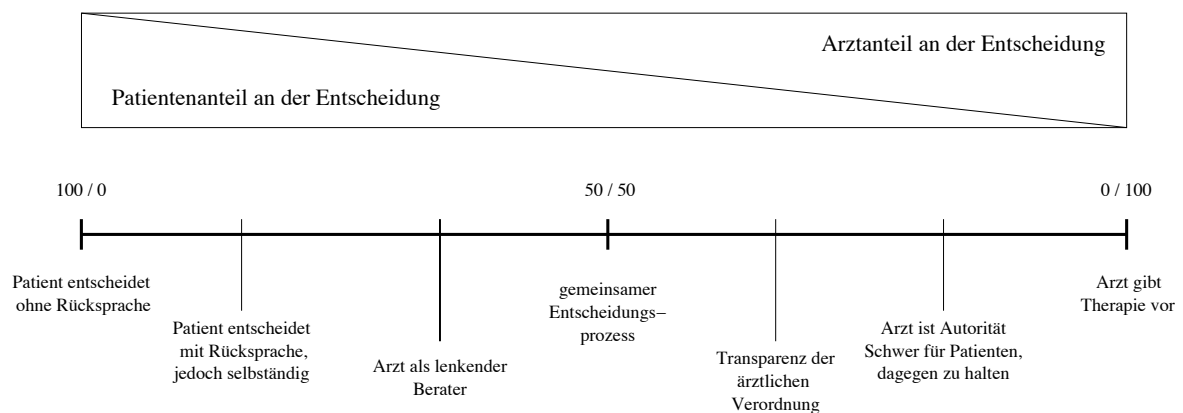 Arztanteil an der Entscheidung
Patientenanteil an der Entscheidung
100 / 0
50 / 50
0 / 100
Patient entscheidet
ohne Rücksprache
Patient entscheidet
mit Rücksprache,
jedoch selbständig
Arzt als lenkender
Berater
gemeinsamer
Entscheidungs–
prozess
Transparenz der
ärztlichen
Verordnung
Arzt ist Autorität
Schwer für Patienten,
dagegen zu halten
Arzt gibt
Therapie vor